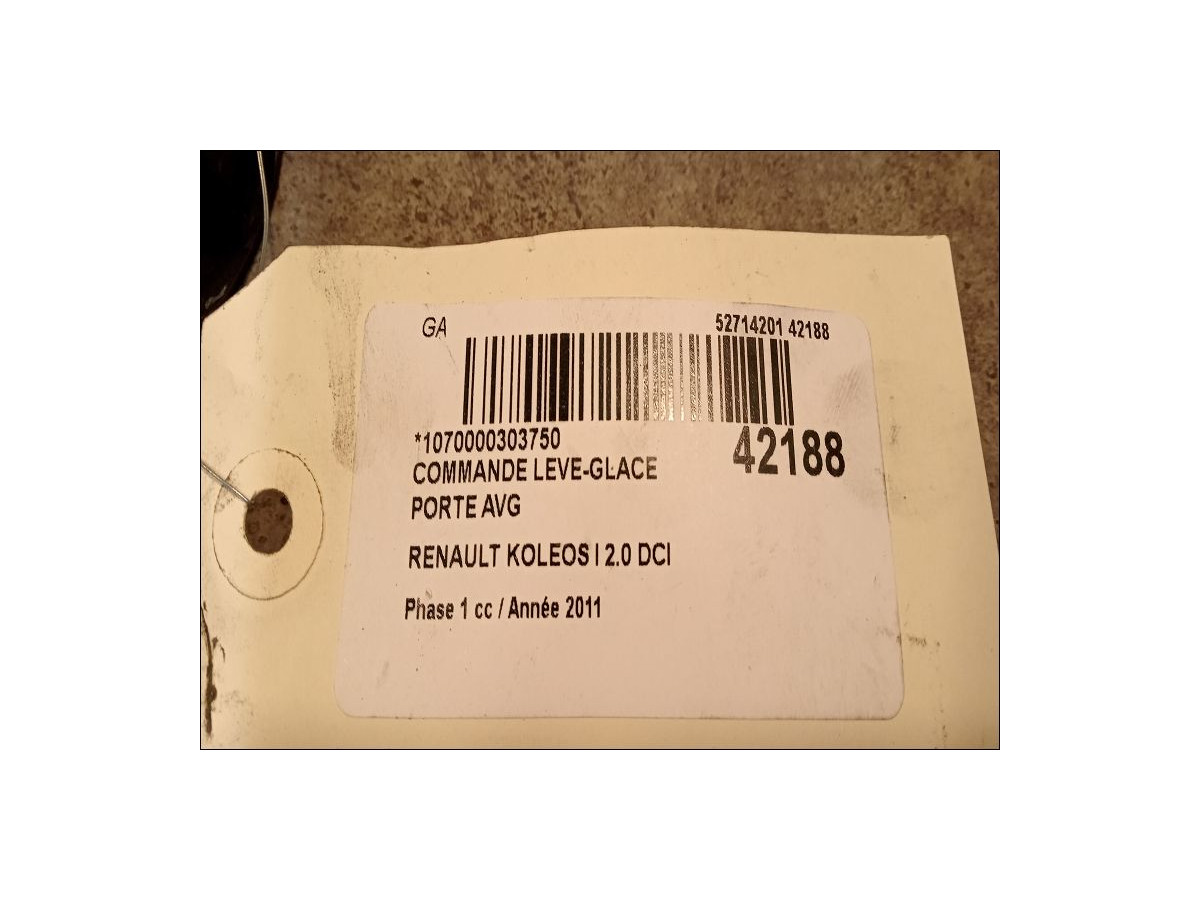 GA
52714201 42188
*1070000303750
42188
COMMANDE LEVE-GLACE
PORTE AVG
RENAULT KOLEOS I 2.0 DCI
Phase 1 cc / Année 2011